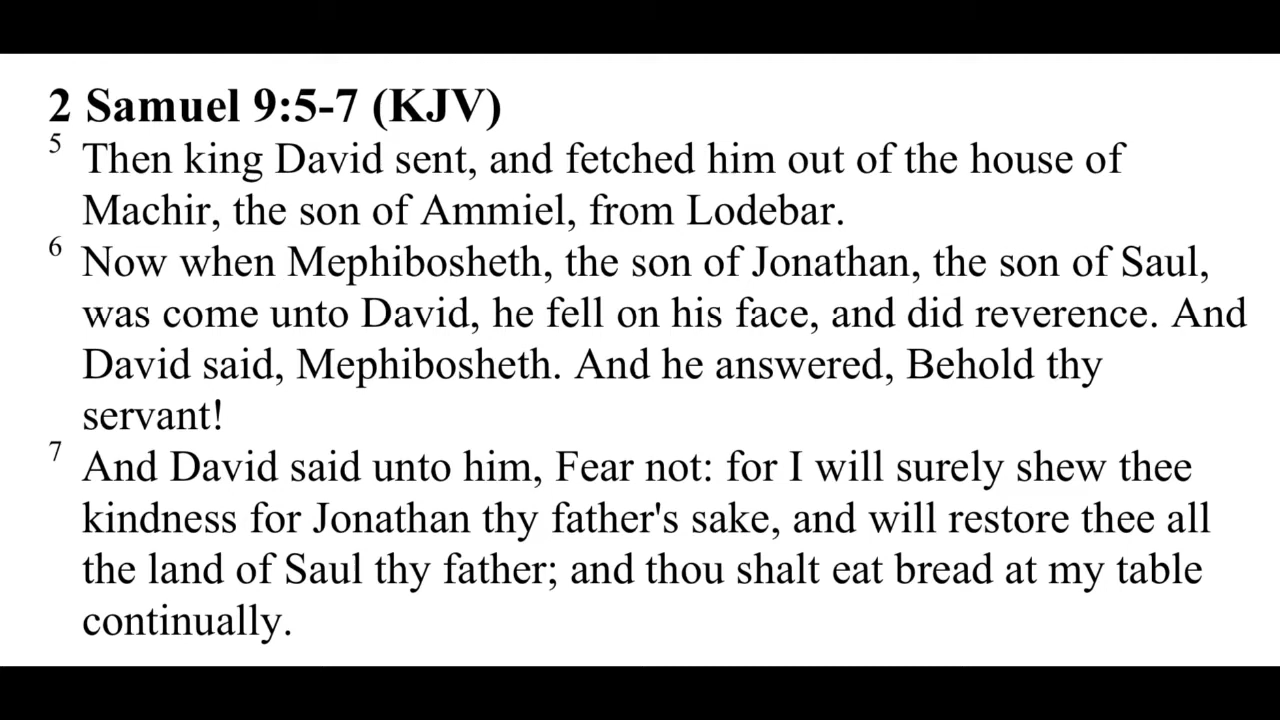 2 Samuel 9:5-7 (KJV)
5 Then king David sent, and fetched him out of the house of
Machir, the son of Ammiel, from Lodebar.
6 Now when Mephibosheth, the son of Jonathan, the son of Saul,
was come unto David, he fell on his face, and did reverence. And
David said, Mephibosheth. And he answered, Behold thy
servant!
7 And David said unto him, Fear not: for I will surely shew thee
kindness for Jonathan thy father's sake, and will restore thee all
the land of Saul thy father; and thou shalt eat bread at my table
continually.